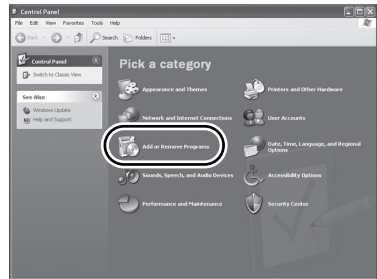 Control Panel
File Edit View Favorites Tools Help
Back Search Folders
Control Panel
Switch to Classic View
See Also
Windows Update
Help and Support
Pick a category
Appearance and Themes
Printers and Other Hardware
Network and Internet Connections
User Accounts
Add or Remove Programs
Date, Time, Language, and Regional
Options
Sounds, Speech, and Audio Devices
Accessibility Options
Performance and Maintenance
Security Center